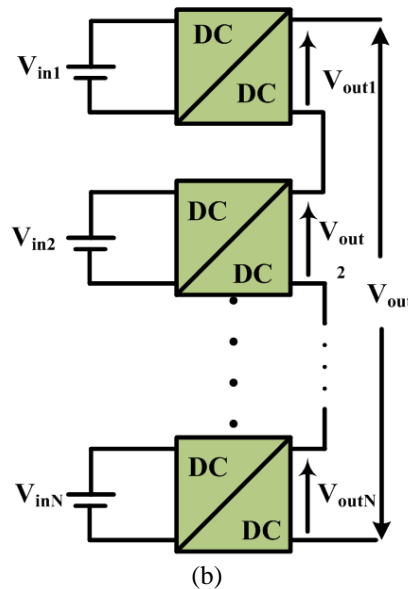 DC
DC
V_in1
V_out1
DC
DC
V_in2
V_out
2
V_out
DC
DC
V_inN
V_outN
(b)